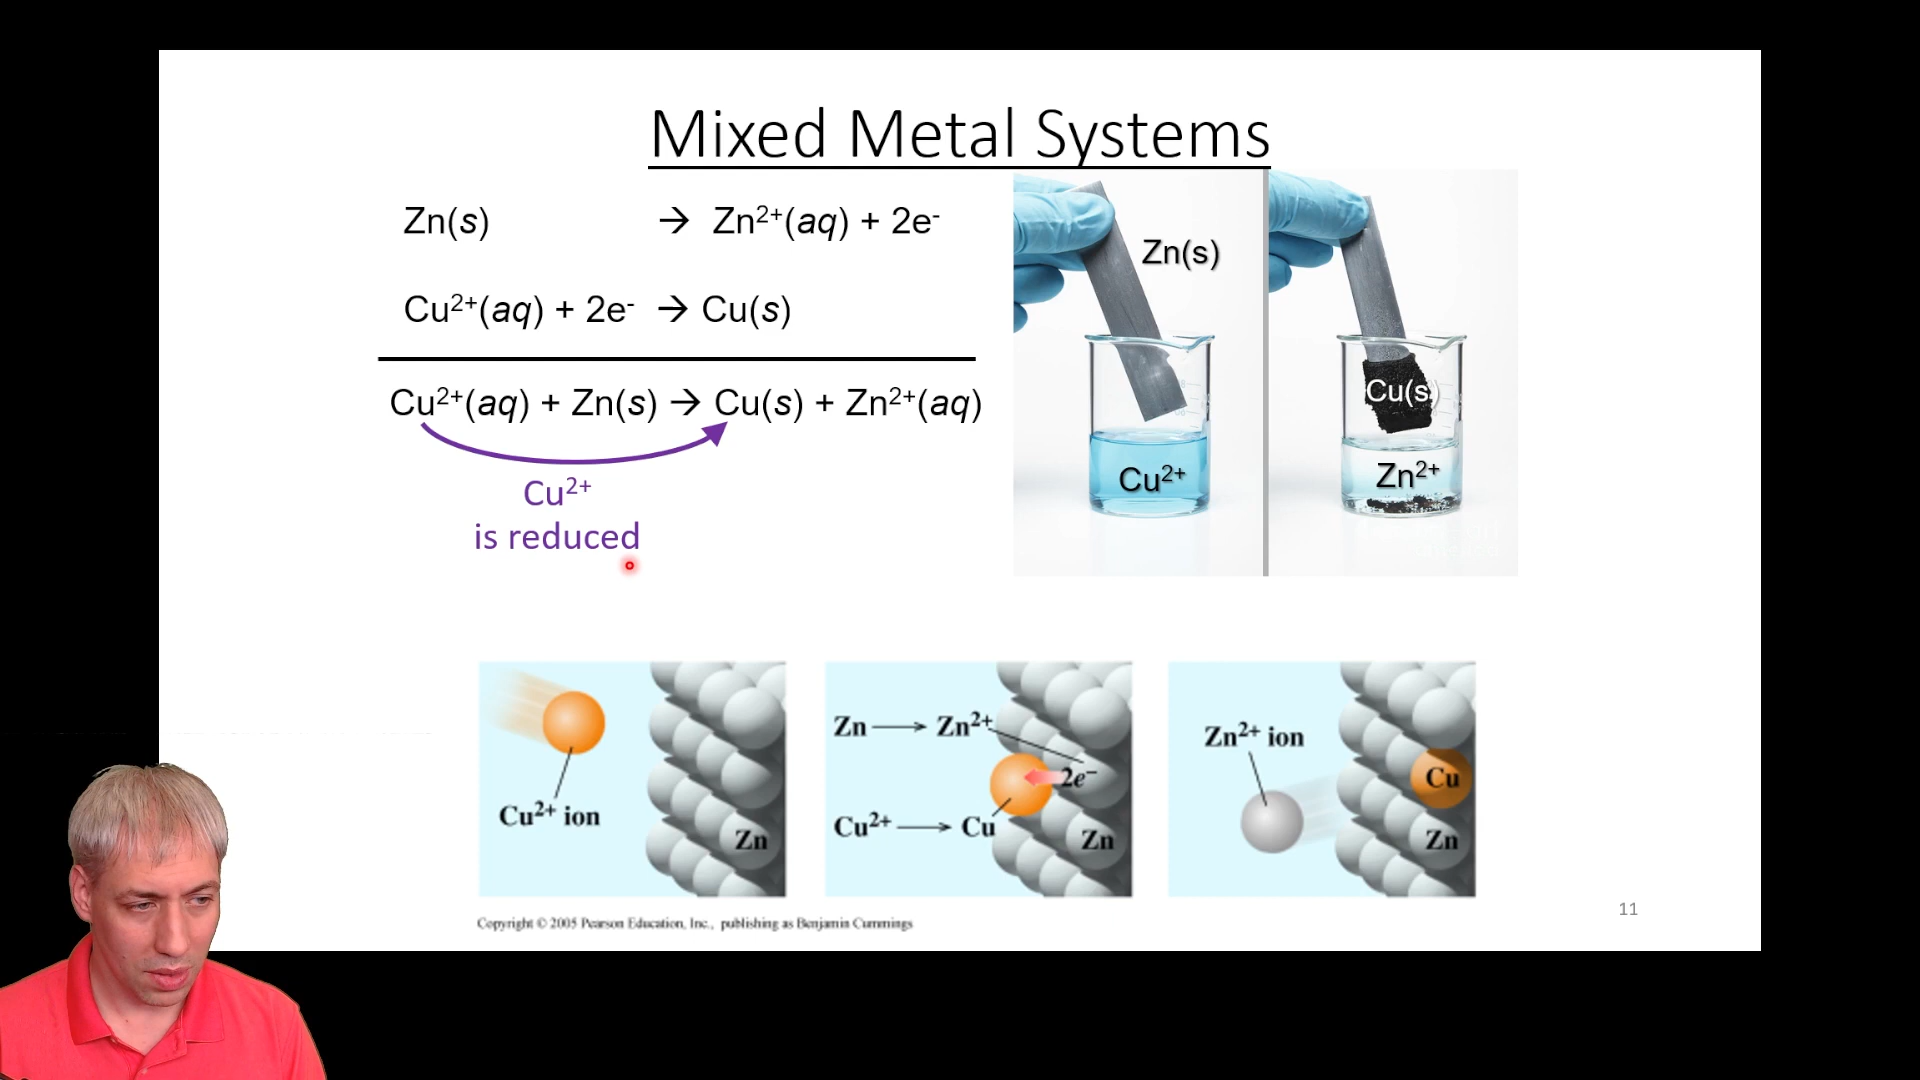 Mixed Metal Systems
Zn(s) → Zn²⁺(aq) + 2e⁻
Cu²⁺(aq) + 2e⁻ → Cu(s)
Cu²⁺(aq) + Zn(s) → Cu(s) + Zn²⁺(aq)
Cu²⁺
is reduced
Zn(s)
Cu²⁺
Cu(s)
Zn²⁺
Cu²⁺ ion
Zn
Zn → Zn²⁺
2e⁻
Cu²⁺ → Cu
Zn
Zn²⁺ ion
Cu
Zn
Copyright © 2005 Pearson Education, Inc., publishing as Benjamin Cummings
11